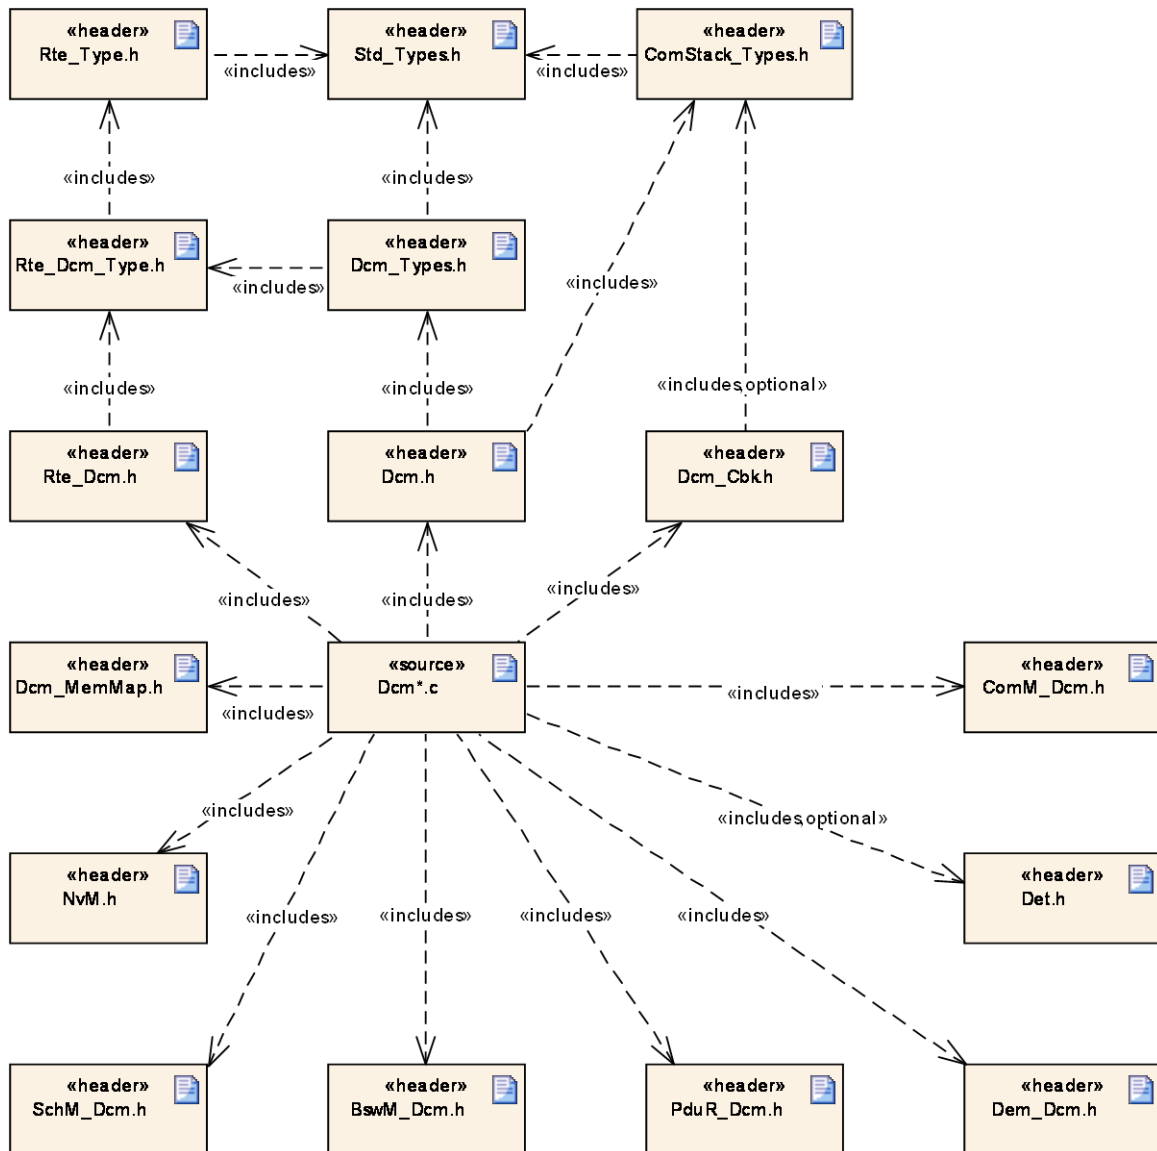 «header»
Rte_Type.h
«header»
Std_Types.h
«header»
ComStack_Types.h
«includes»
«includes»
«includes»
«includes»
«header»
Rte_Dcm_Type.h
«header»
Dcm_Types.h
«includes»
«includes»
«includes»
«includes»
«includes,optional»
«header»
Rte_Dcm.h
«header»
Dcm.h
«header»
Dcm_Cbk.h
«includes»
«includes»
«includes»
«header»
Dcm_MemMap.h
«source»
Dcm*.c
«header»
ComM_Dcm.h
«includes»
«includes»
«includes»
«includes,optional»
«header»
NvM.h
«header»
Det.h
«includes»
«includes»
«includes»
«includes»
«header»
SchM_Dcm.h
«header»
BswM_Dcm.h
«header»
PduR_Dcm.h
«header»
Dem_Dcm.h